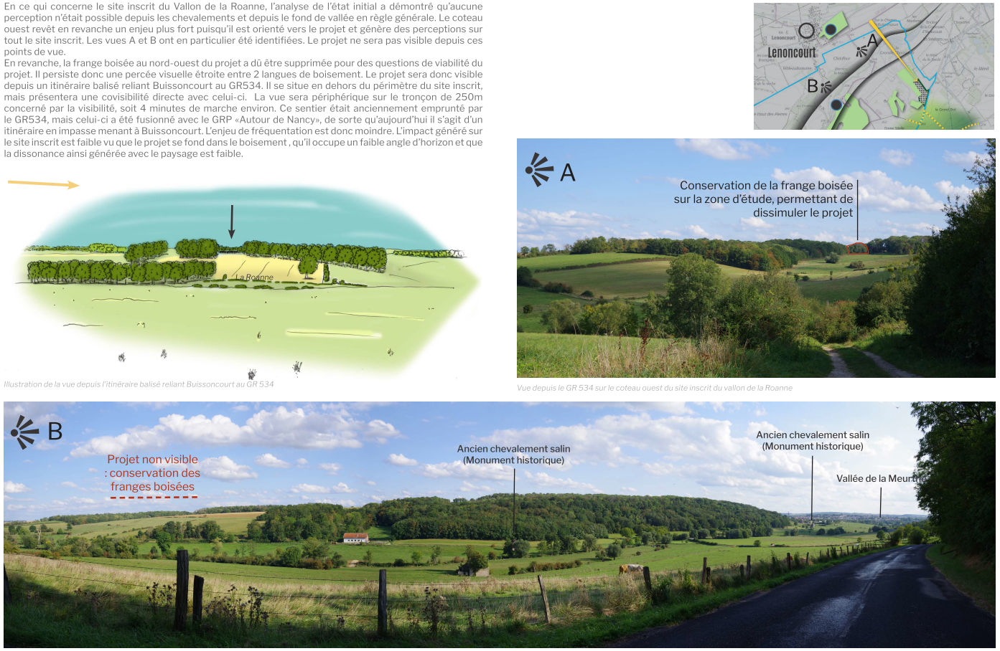 En ce qui concerne le site inscrit du Vallon de la Roanne, l'analyse de l'état initial a démontré qu'aucune
perception n'était possible depuis les chevalements et depuis le fond de vallée en règle générale. Le coteau
ouest revêt en revanche un enjeu plus fort puisqu'il est orienté vers le projet et génère des perceptions sur
tout le site inscrit. Les vues A et B ont en particulier été identifiées. Le projet ne sera pas visible depuis ces
points de vue.
En revanche, la frange boisée au nord-ouest du projet a dû être supprimée pour des questions de viabilité du
projet. Il persiste donc une percée visuelle étroite entre 2 langues de boisement. Le projet sera donc visible
depuis un itinéraire balisé reliant Buissoncourt au GR534. Il se situe en dehors du périmètre du site inscrit,
mais présentera une covisibilité directe avec celui-ci.  La vue sera périphérique sur le tronçon de 250m
concerné par la visibilité, soit 4 minutes de marche environ. Ce sentier était anciennement emprunté par
le GR534, mais celui-ci a été fusionné avec le GRP «Autour de Nancy», de sorte qu'aujourd'hui il s'agit d'un
itinéraire en impasse menant à Buissoncourt. L'enjeu de fréquentation est donc moindre. L'impact généré sur
le site inscrit est faible vu que le projet se fond dans le boisement , qu'il occupe un faible angle d'horizon et que
la dissonance ainsi générée avec le paysage est faible.
Lenoncourt
Lenoncourt
A
B
La Roanne
Illustration de la vue depuis l'itinéraire balisé reliant Buissoncourt au GR 534
A
Conservation de la frange boisée
sur la zone d'étude, permettant de
dissimuler le projet
Vue depuis le GR 534 sur le coteau ouest du site inscrit du vallon de la Roanne
B
Projet non visible
: conservation des
franges boisées
Ancien chevalement salin
(Monument historique)
Ancien chevalement salin
(Monument historique)
Vallée de la Meurthe